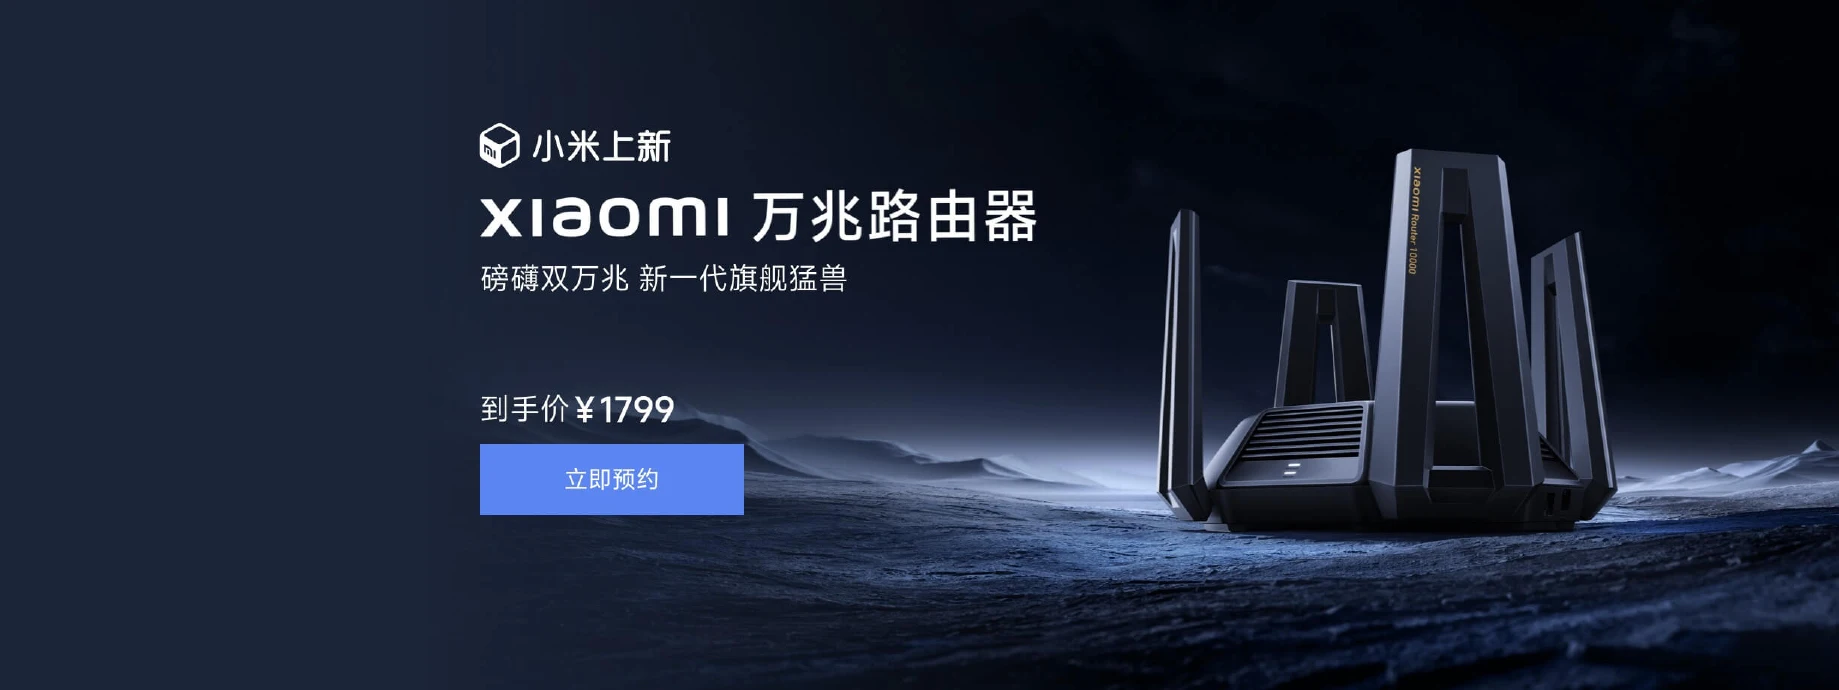 小米上新
xiaomi 万兆路由器
磅礴双万兆 新一代旗舰猛兽
到手价¥1799
立即预约
xiaomi Router 10000
mi